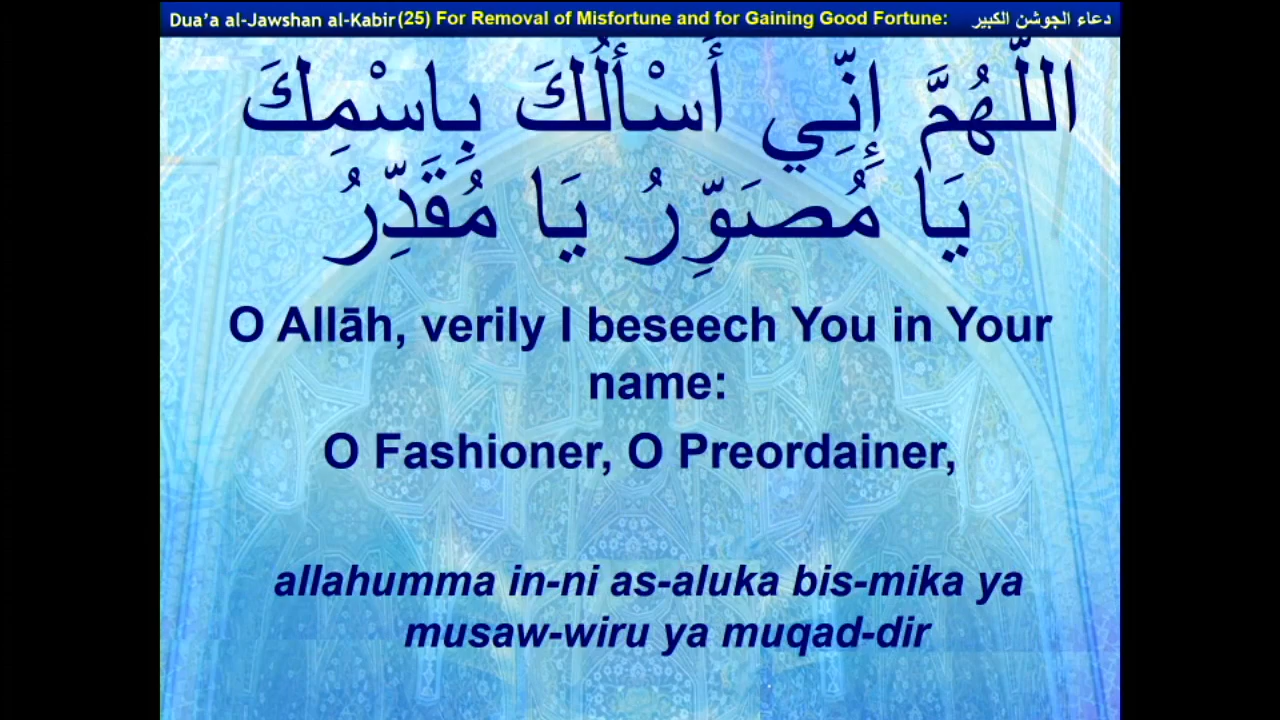 Dua’a al-Jawshan al-Kabir (25) For Removal of Misfortune and for Gaining Good Fortune: دعاء الجوشن الكبير
اللَّهُمَّ إِنِّي أَسْأَلُكَ بِاسْمِكَ
يَا مُصَوِّرُ يَا مُقَدِّرُ
O Allāh, verily I beseech You in Your
name:
O Fashioner, O Preordainer,
allahumma in-ni as-aluka bis-mika ya
musaw-wiru ya muqad-dir